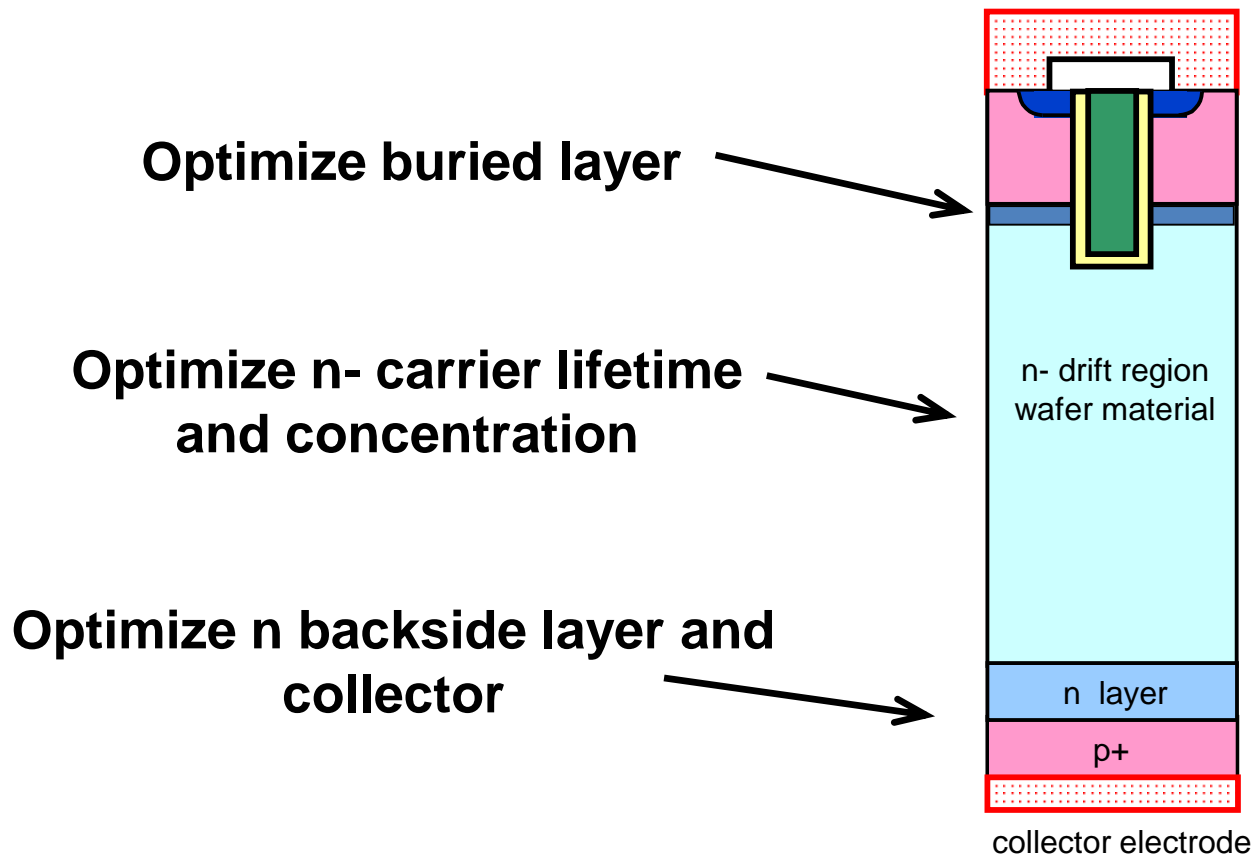 Optimize buried layer
Optimize n- carrier lifetime
and concentration
n- drift region
wafer material
Optimize n backside layer and
collector
n layer
p+
collector electrode